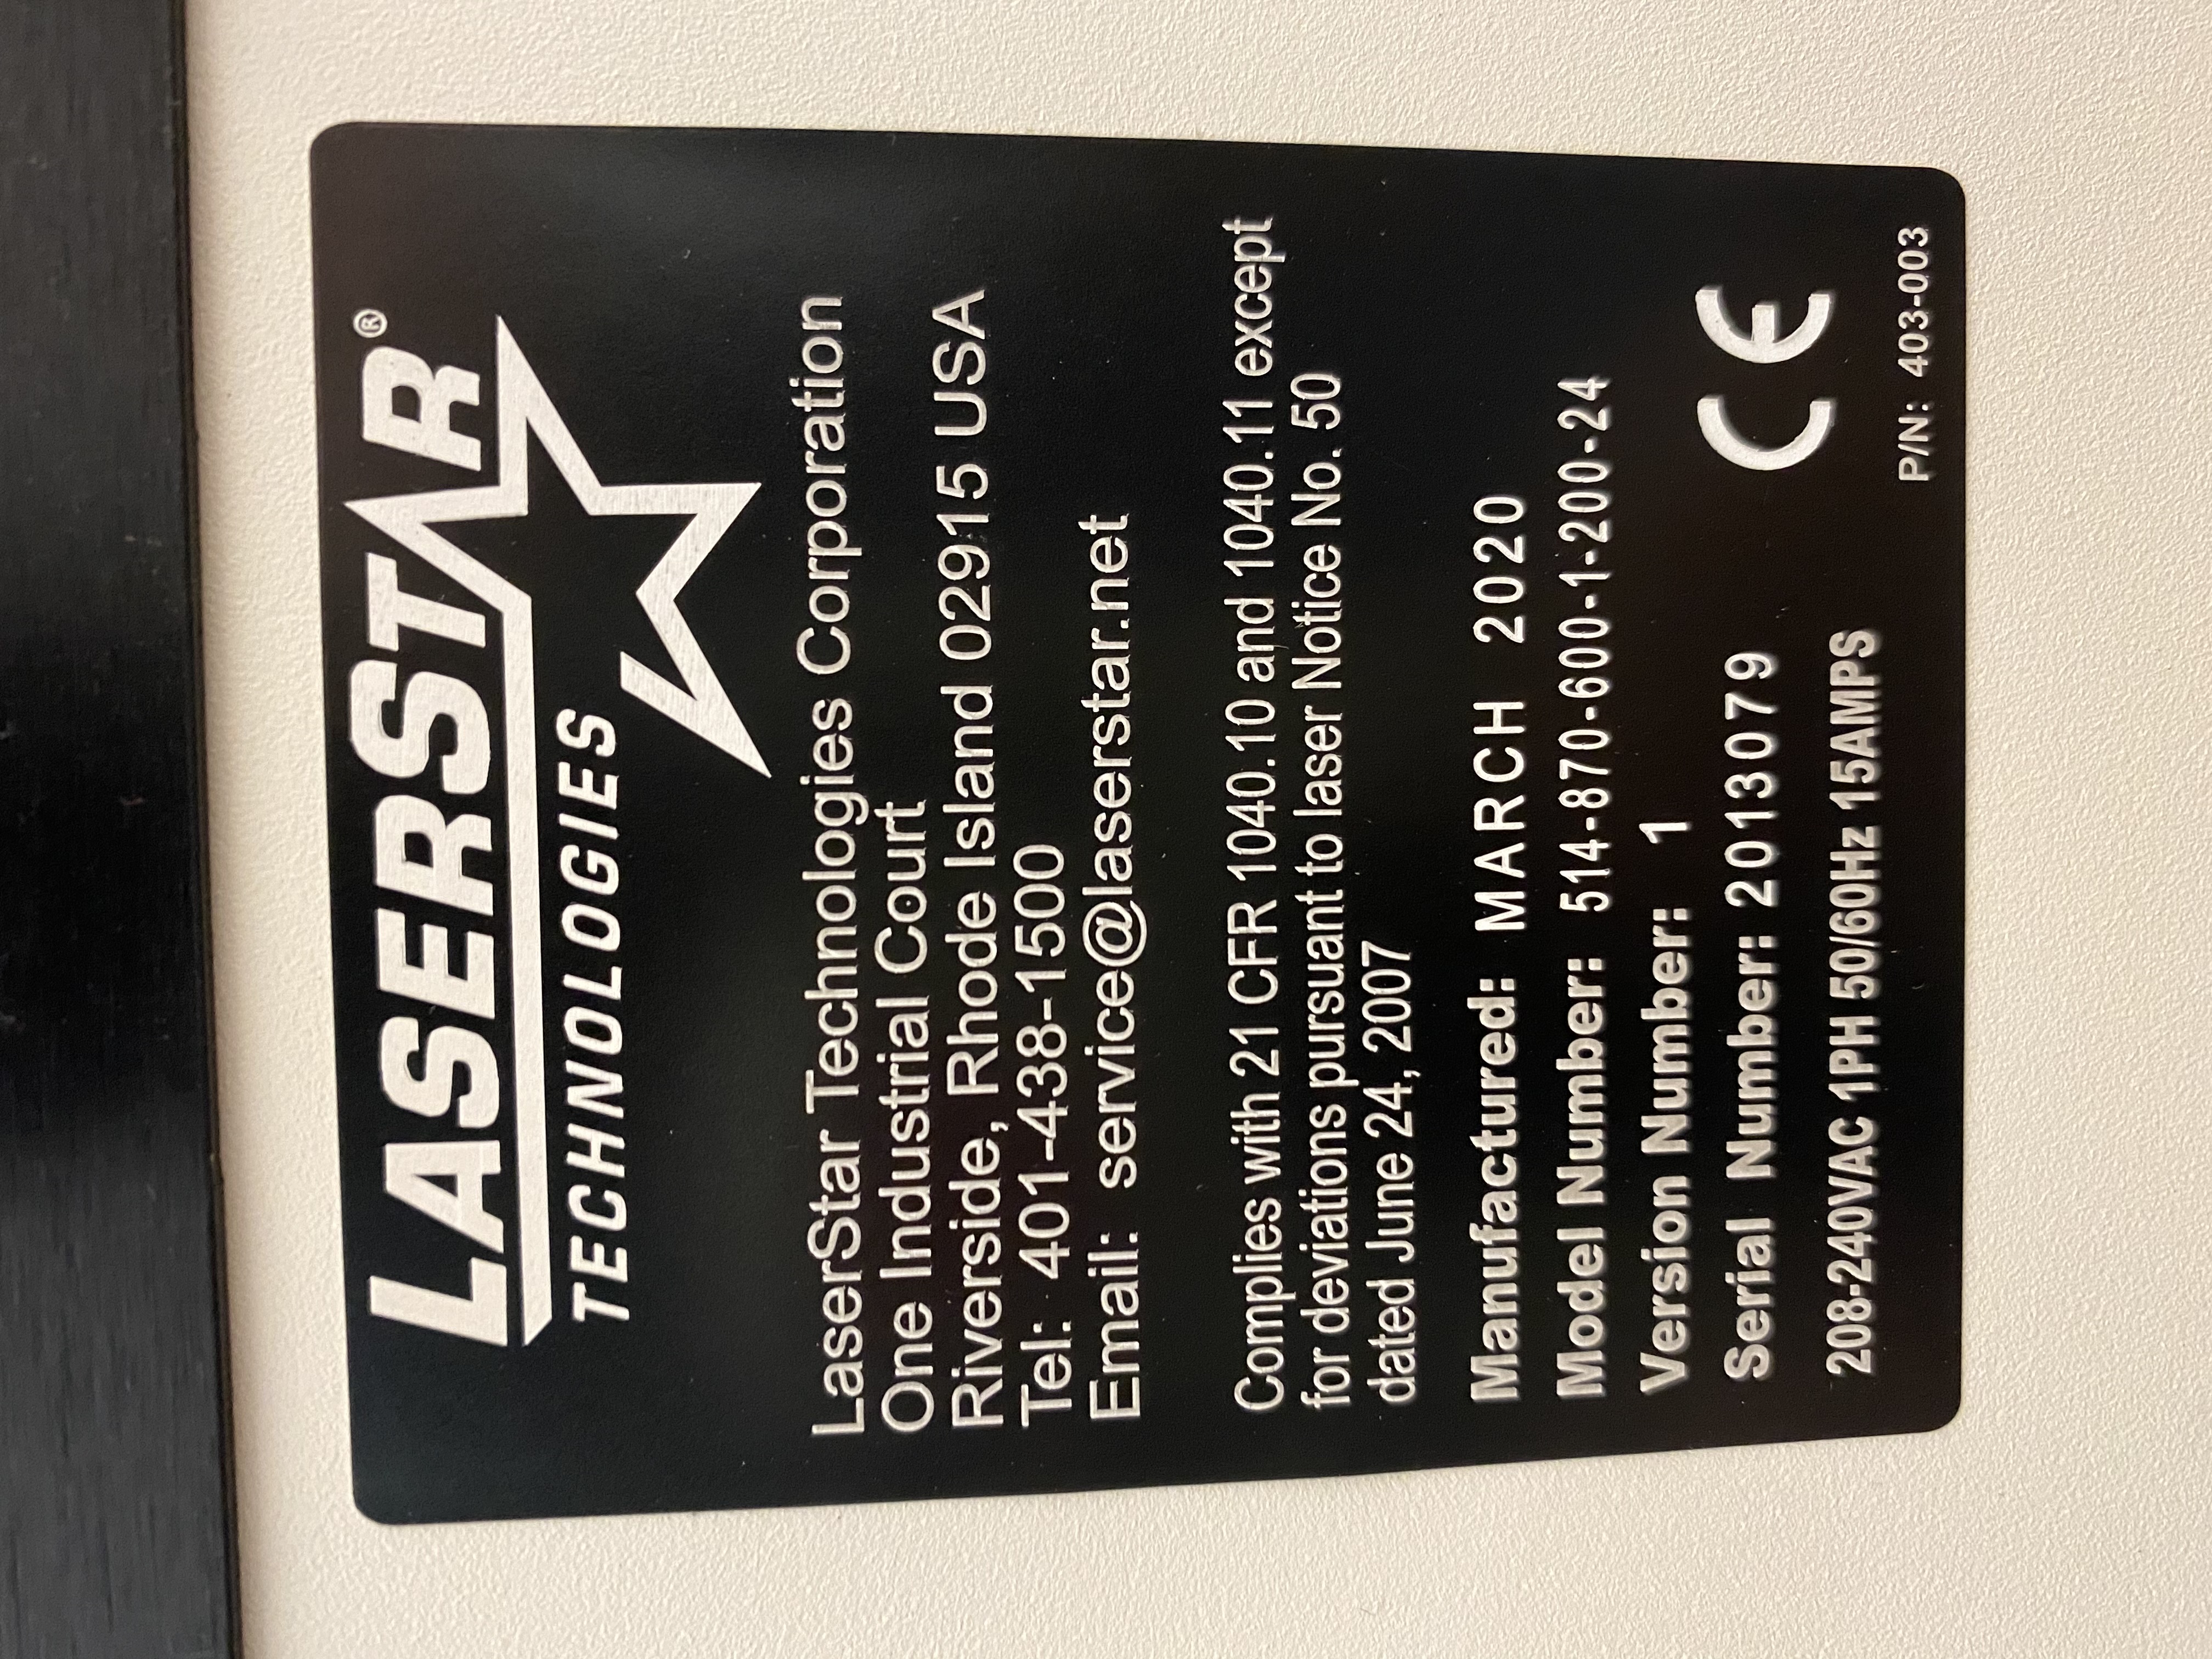 LASERSTAR®
TECHNOLOGIES
LaserStar Technologies Corporation
One Industrial Court
Riverside, Rhode Island 02915 USA
Tel: 401-438-1500
Email: service@laserstar.net
Complies with 21 CFR 1040.10 and 1040.11 except
for deviations pursuant to laser Notice No. 50
dated June 24, 2007
Manufactured: MARCH 2020
Model Number: 514-870-600-1-200-24
Version Number: 1
Serial Number: 2013079
CE
208-240VAC 1PH 50/60Hz 15AMPS
P/N: 403-003